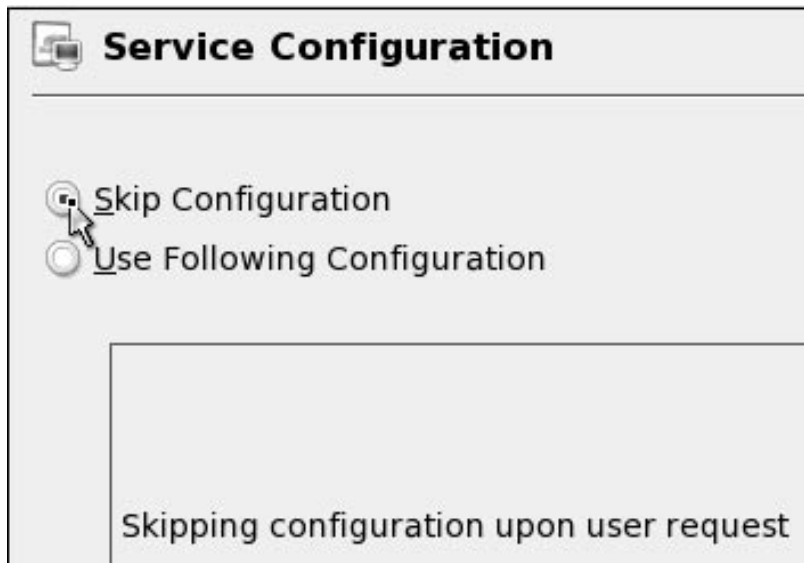 Service Configuration
Skip Configuration
Use Following Configuration
Skipping configuration upon user request